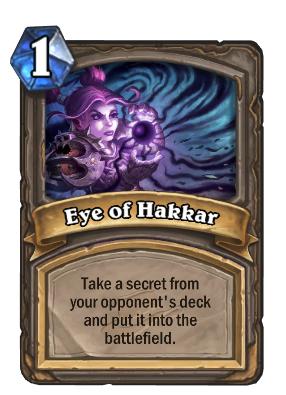 1
Eye of Hakkar
Take a secret from
your opponent's deck
and put it into the
battlefield.